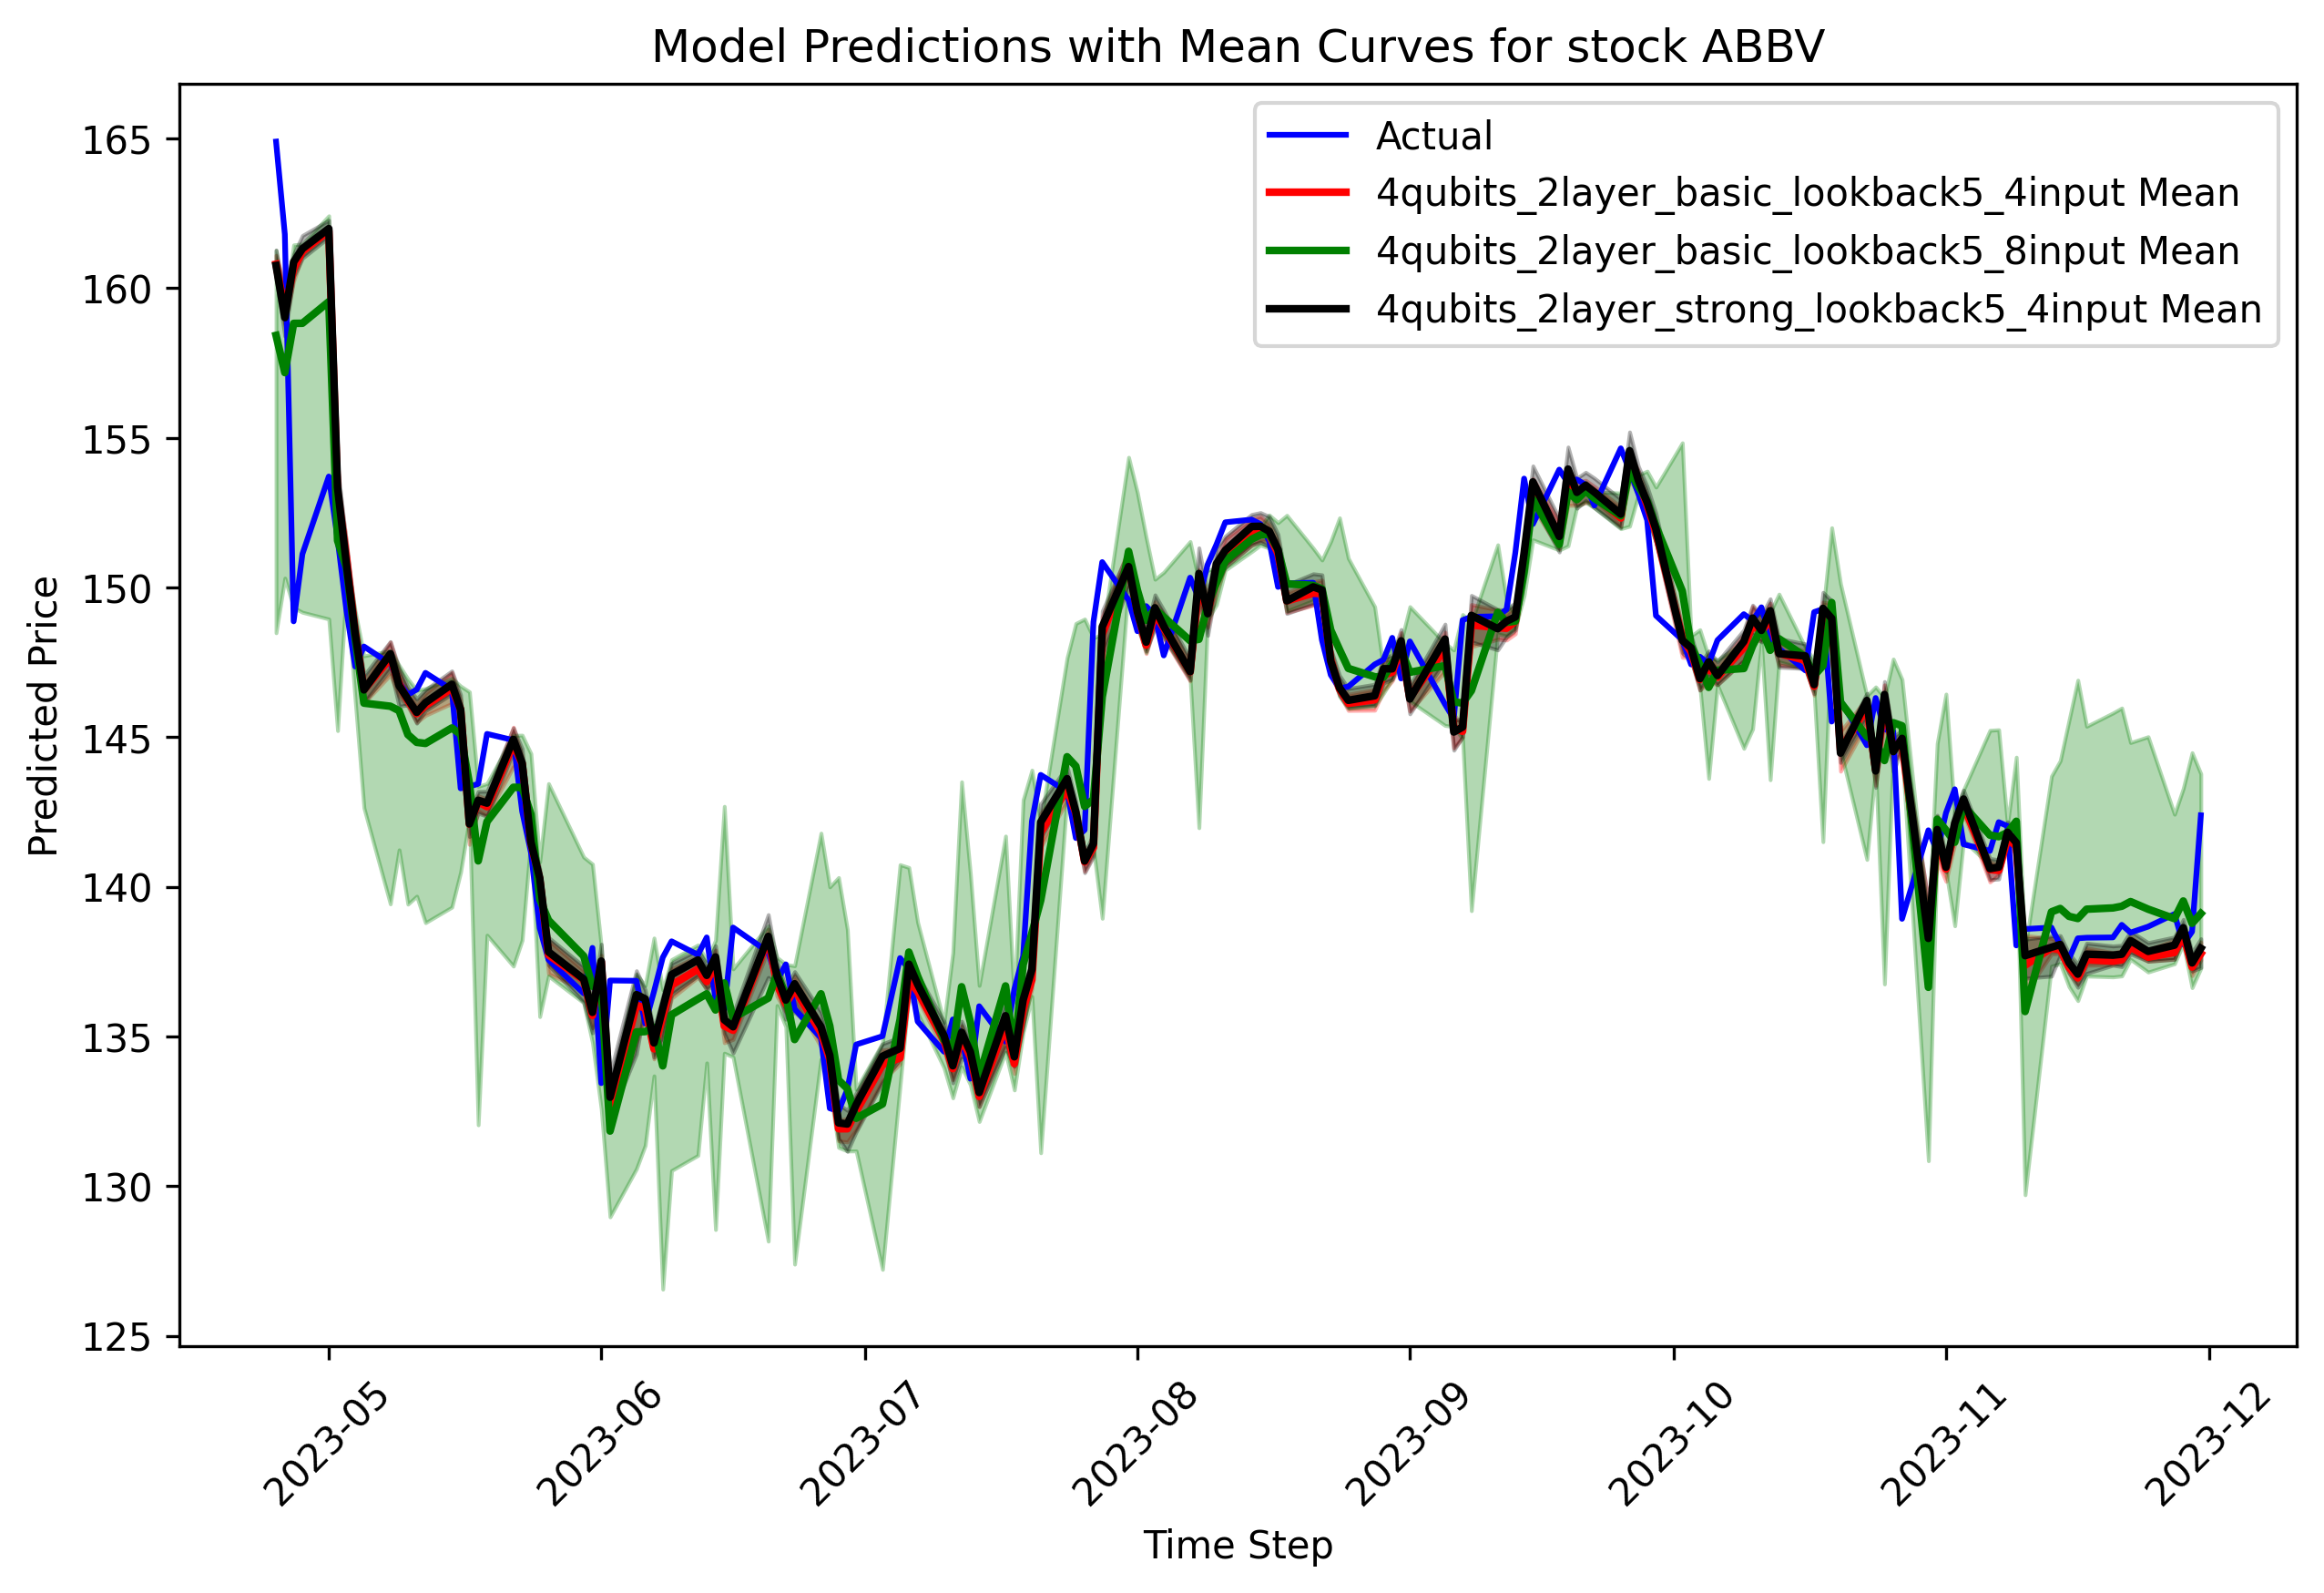 Model Predictions with Mean Curves for stock ABBV
Actual
4qubits_2layer_basic_lookback5_4input Mean
4qubits_2layer_basic_lookback5_8input Mean
4qubits_2layer_strong_lookback5_4input Mean
Predicted Price
165
160
155
150
145
140
135
130
125
2023-05
2023-06
2023-07
2023-08
2023-09
2023-10
2023-11
2023-12
Time Step